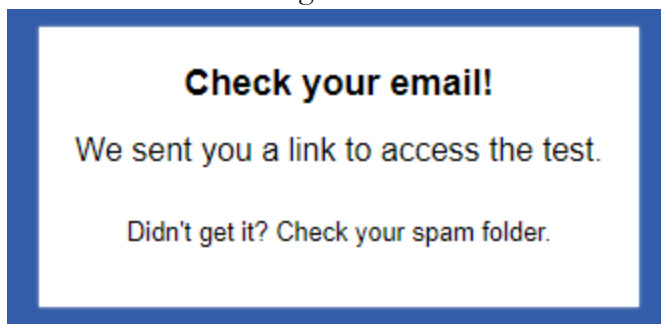 Check your email!
We sent you a link to access the test.
Didn't get it? Check your spam folder.